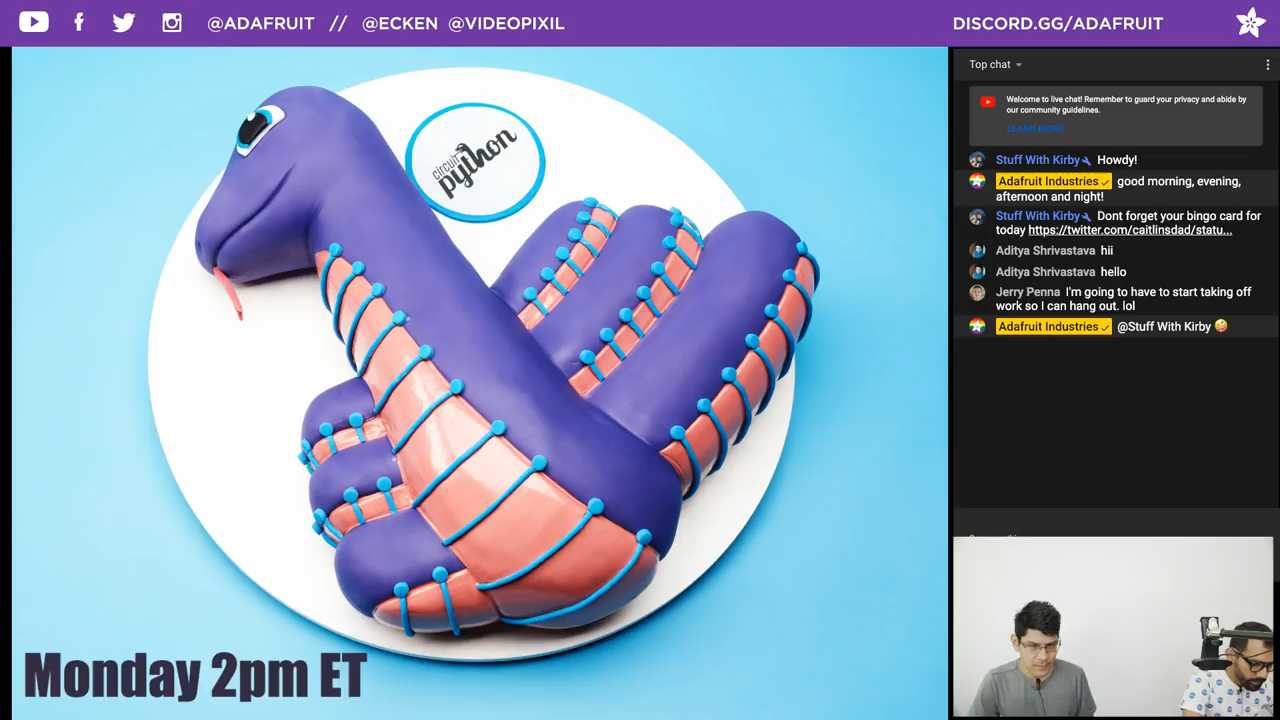 @ADAFRUIT // @ECKEN @VIDEOPIXIL
DISCORD.GG/ADAFRUIT
circuit
python
Monday 2pm ET
Top chat
Welcome to live chat! Remember to guard your privacy and abide by
our community guidelines.
LEARN MORE
Stuff With Kirby Howdy!
Adafruit Industries ✓ good morning, evening,
afternoon and night!
Stuff With Kirby Dont forget your bingo card for
today https://twitter.com/caitlinsdad/statu...
Aditya Shrivastava hii
Aditya Shrivastava hello
Jerry Penna I'm going to have to start taking off
work so I can hang out. lol
Adafruit Industries ✓ @Stuff With Kirby 🤪